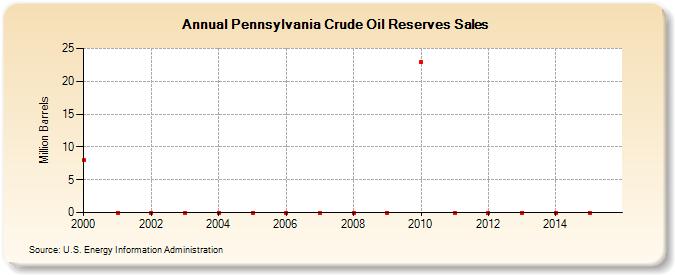 Annual Pennsylvania Crude Oil Reserves Sales
Million Barrels
25
20
15
10
5
0
2000 2002 2004 2006 2008 2010 2012 2014
Source: U.S. Energy Information Administration